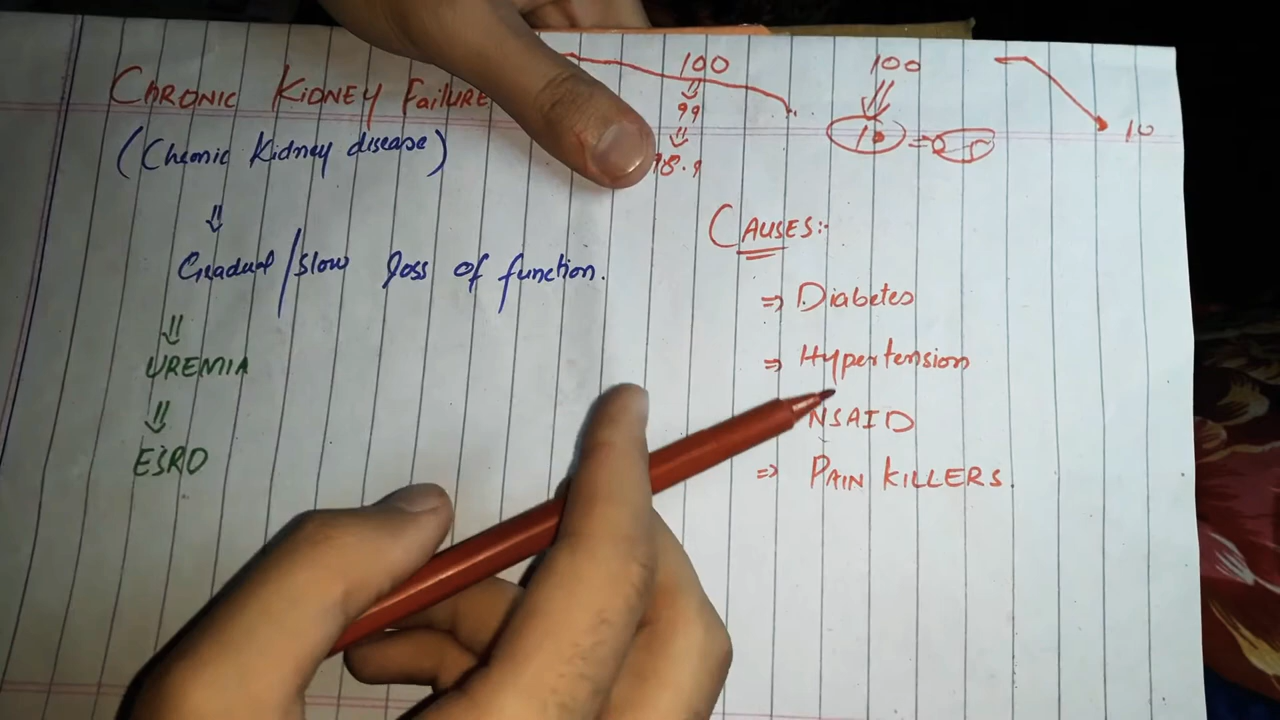 CHRONIC KIDNEY FAILURE
(Chronic Kidney disease)
⇓
Gradual/slow loss of function.
⇓
UREMIA
⇓
ESRD
100
⇓
99
⇓
98.9
100
10 =
10
CAUSES:-
⇒ Diabetes
⇒ Hypertension
NSAID
⇒ PAIN KILLERS